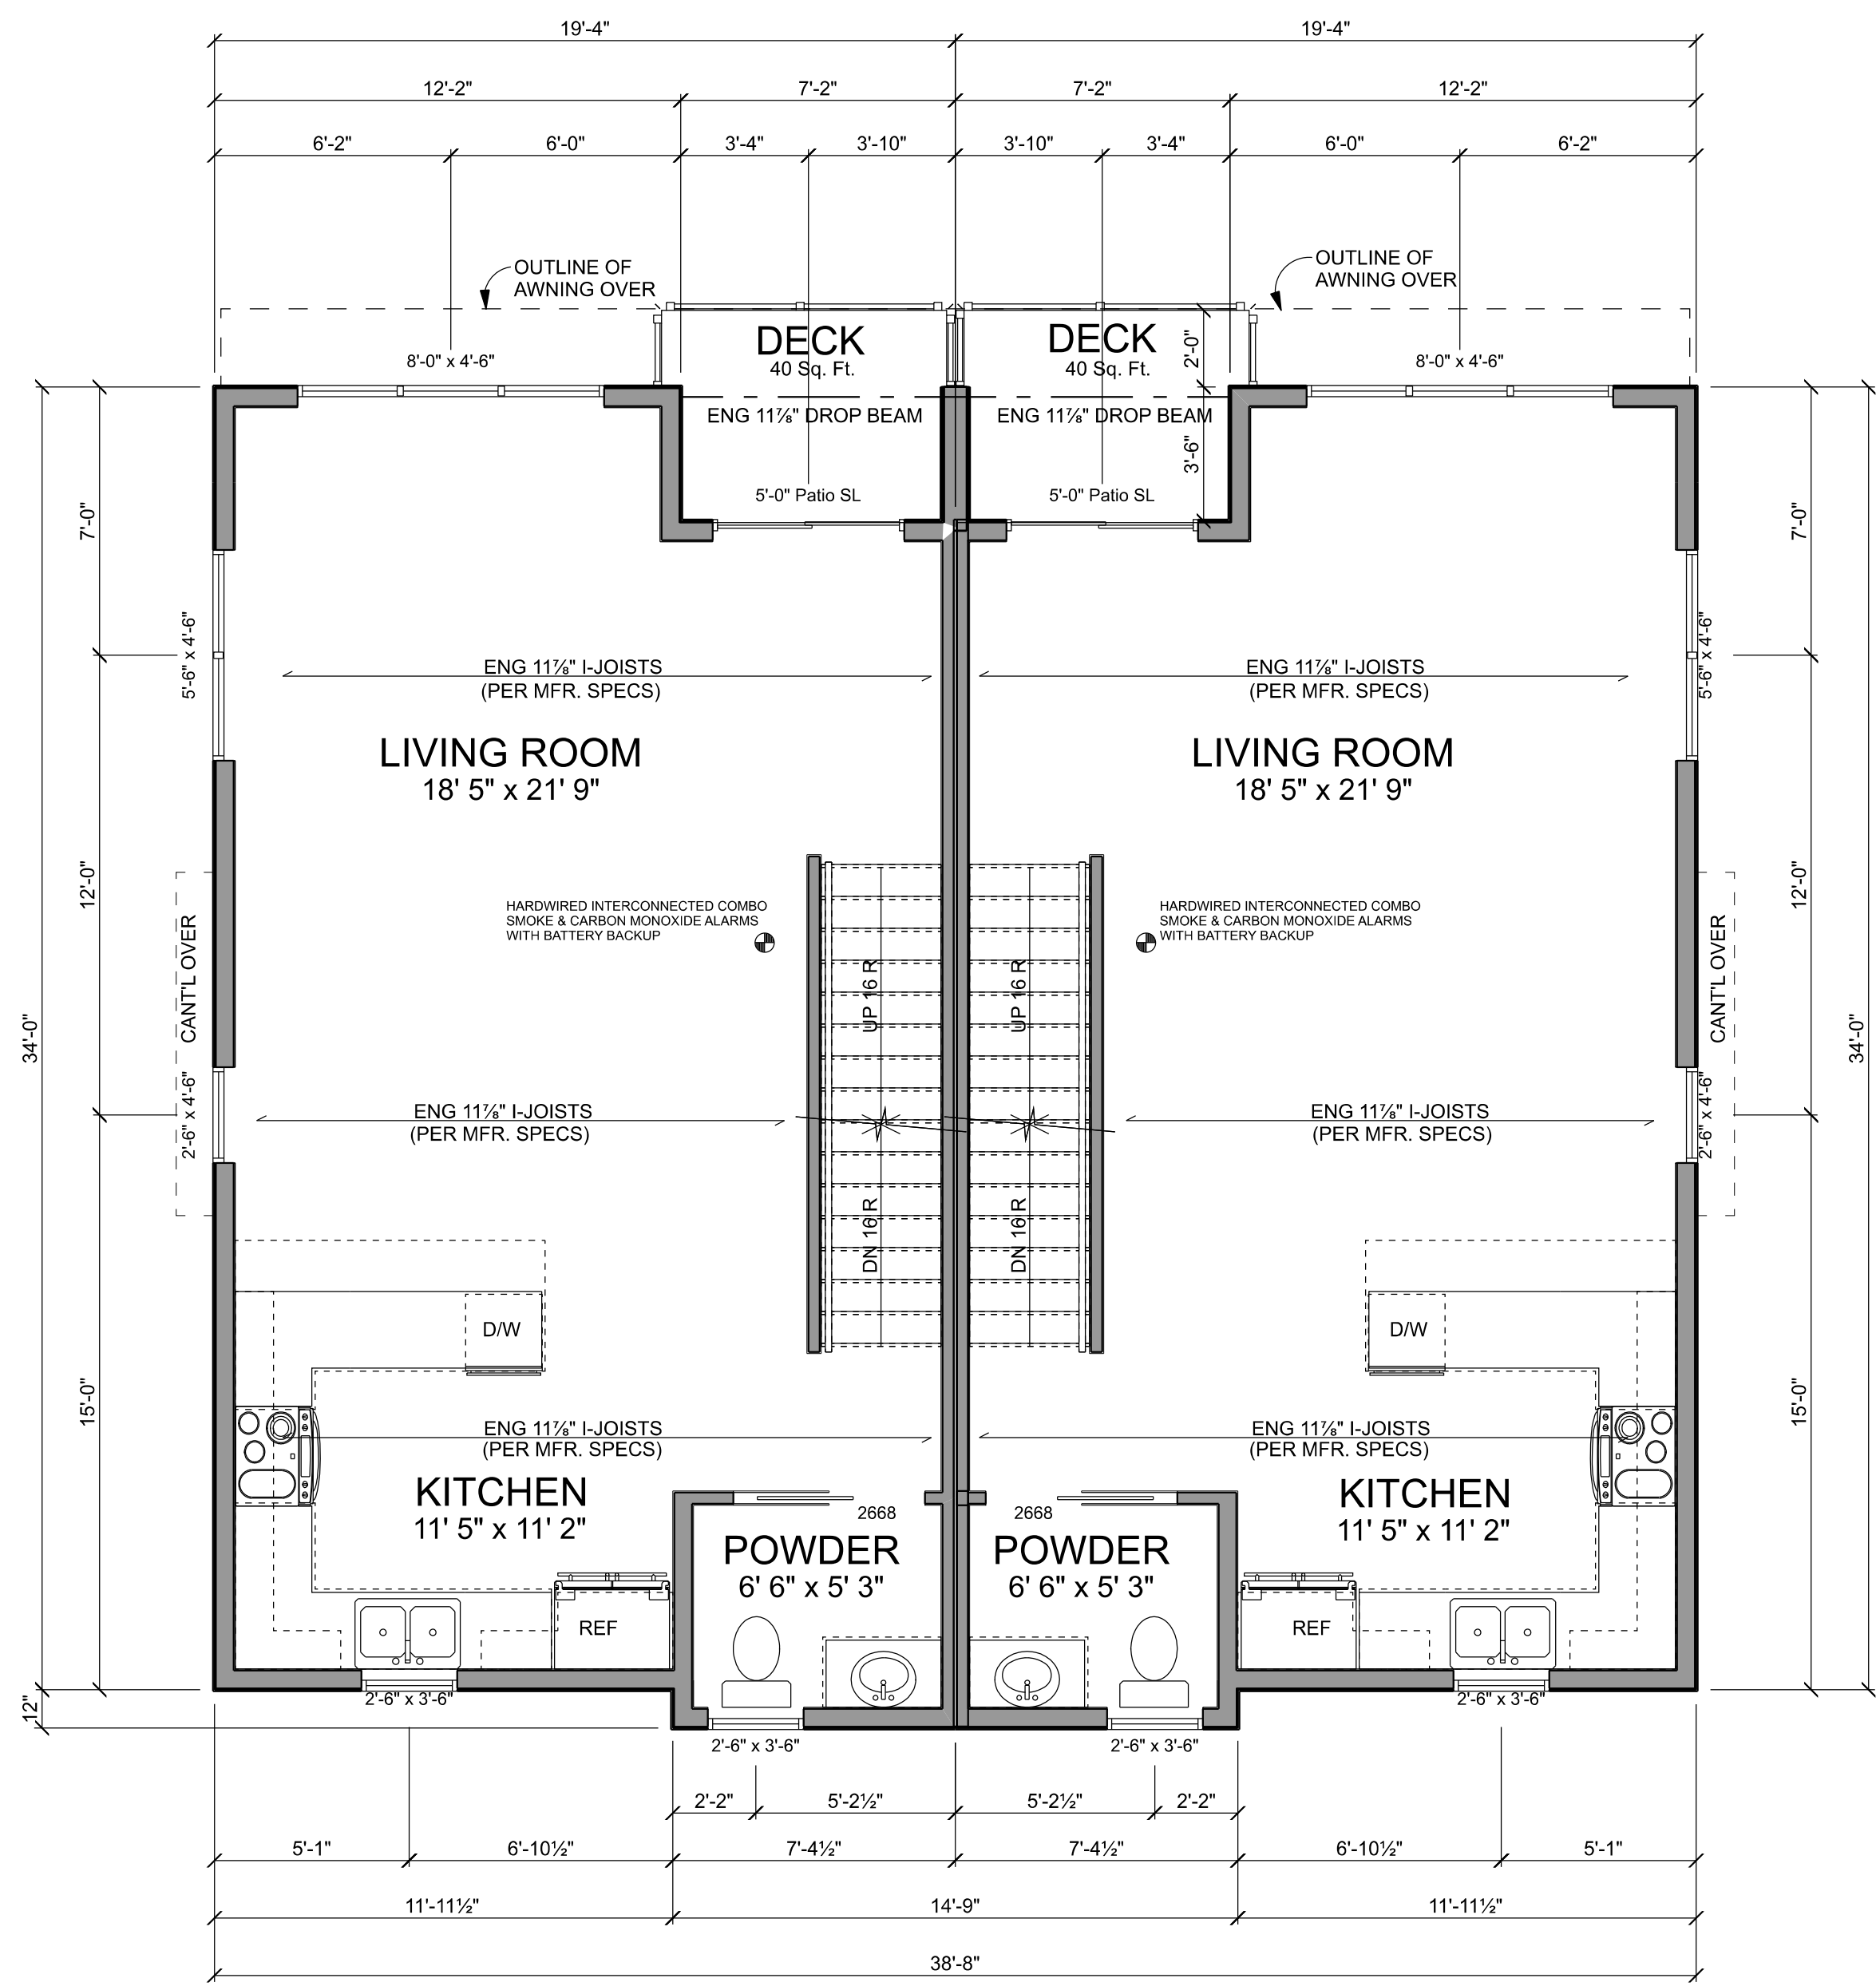 19'-4" 19'-4"
12'-2" 7'-2" 7'-2" 12'-2"
6'-2" 6'-0" 3'-4" 3'-10" 3'-10" 3'-4" 6'-0" 6'-2"
OUTLINE OF
AWNING OVER
OUTLINE OF
AWNING OVER
DECK
40 Sq. Ft.
DECK
40 Sq. Ft.
2'-0"
8'-0" x 4'-6"
8'-0" x 4'-6"
ENG 11⅞" DROP BEAM
ENG 11⅞" DROP BEAM
3'-6"
5'-0" Patio SL
5'-0" Patio SL
7'-0"
7'-0"
5'-6" x 4'-6"
5'-6" x 4'-6"
ENG 11⅞" I-JOISTS
(PER MFR. SPECS)
ENG 11⅞" I-JOISTS
(PER MFR. SPECS)
LIVING ROOM
18' 5" x 21' 9"
LIVING ROOM
18' 5" x 21' 9"
12'-0"
12'-0"
HARDWIRED INTERCONNECTED COMBO
SMOKE & CARBON MONOXIDE ALARMS
WITH BATTERY BACKUP
HARDWIRED INTERCONNECTED COMBO
SMOKE & CARBON MONOXIDE ALARMS
WITH BATTERY BACKUP
CANT'L OVER
CANT'L OVER
UP 16 R
UP 16 R
34'-0"
34'-0"
2'-6" x 4'-6"
2'-6" x 4'-6"
ENG 11⅞" I-JOISTS
(PER MFR. SPECS)
ENG 11⅞" I-JOISTS
(PER MFR. SPECS)
DN 16 R
DN 16 R
D/W
D/W
15'-0"
15'-0"
ENG 11⅞" I-JOISTS
(PER MFR. SPECS)
ENG 11⅞" I-JOISTS
(PER MFR. SPECS)
KITCHEN
11' 5" x 11' 2"
KITCHEN
11' 5" x 11' 2"
2668
2668
POWDER
6' 6" x 5' 3"
POWDER
6' 6" x 5' 3"
REF
REF
12"
2'-6" x 3'-6"
2'-6" x 3'-6"
2'-6" x 3'-6"
2'-6" x 3'-6"
2'-2" 5'-2½" 5'-2½" 2'-2"
5'-1" 6'-10½" 7'-4½" 7'-4½" 6'-10½" 5'-1"
11'-11½" 14'-9" 11'-11½"
38'-8"